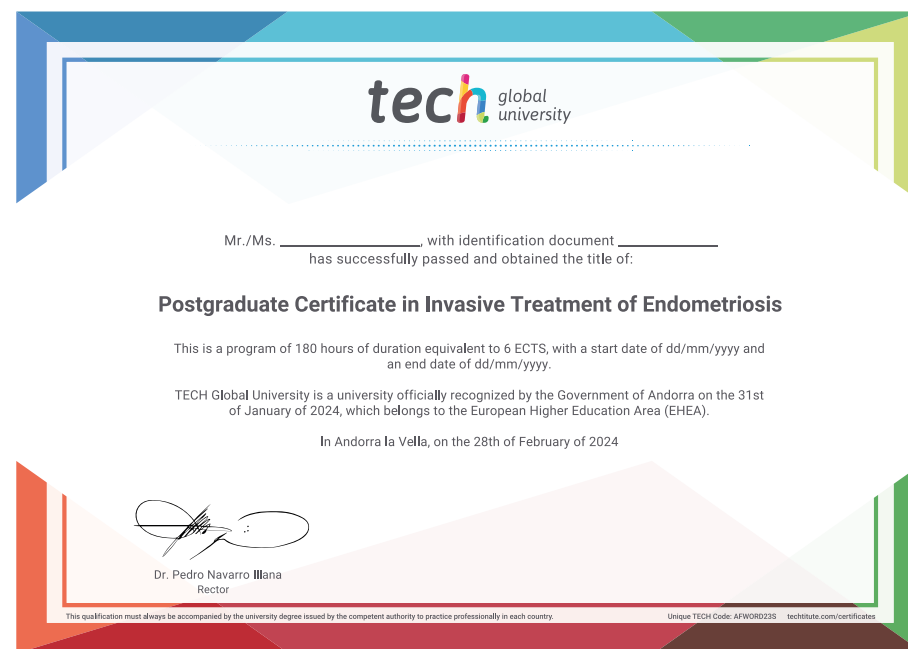 tech global university
Mr./Ms. ____________________, with identification document ______________
has successfully passed and obtained the title of:
Postgraduate Certificate in Invasive Treatment of Endometriosis
This is a program of 180 hours of duration equivalent to 6 ECTS, with a start date of dd/mm/yyyy and
an end date of dd/mm/yyyy.
TECH Global University is a university officially recognized by the Government of Andorra on the 31st
of January of 2024, which belongs to the European Higher Education Area (EHEA).
In Andorra la Vella, on the 28th of February of 2024
Dr. Pedro Navarro Illana
Rector
This qualification must always be accompanied by the university degree issued by the competent authority to practice professionally in each country.
Unique TECH Code: AFWORD23S techtitute.com/certificates